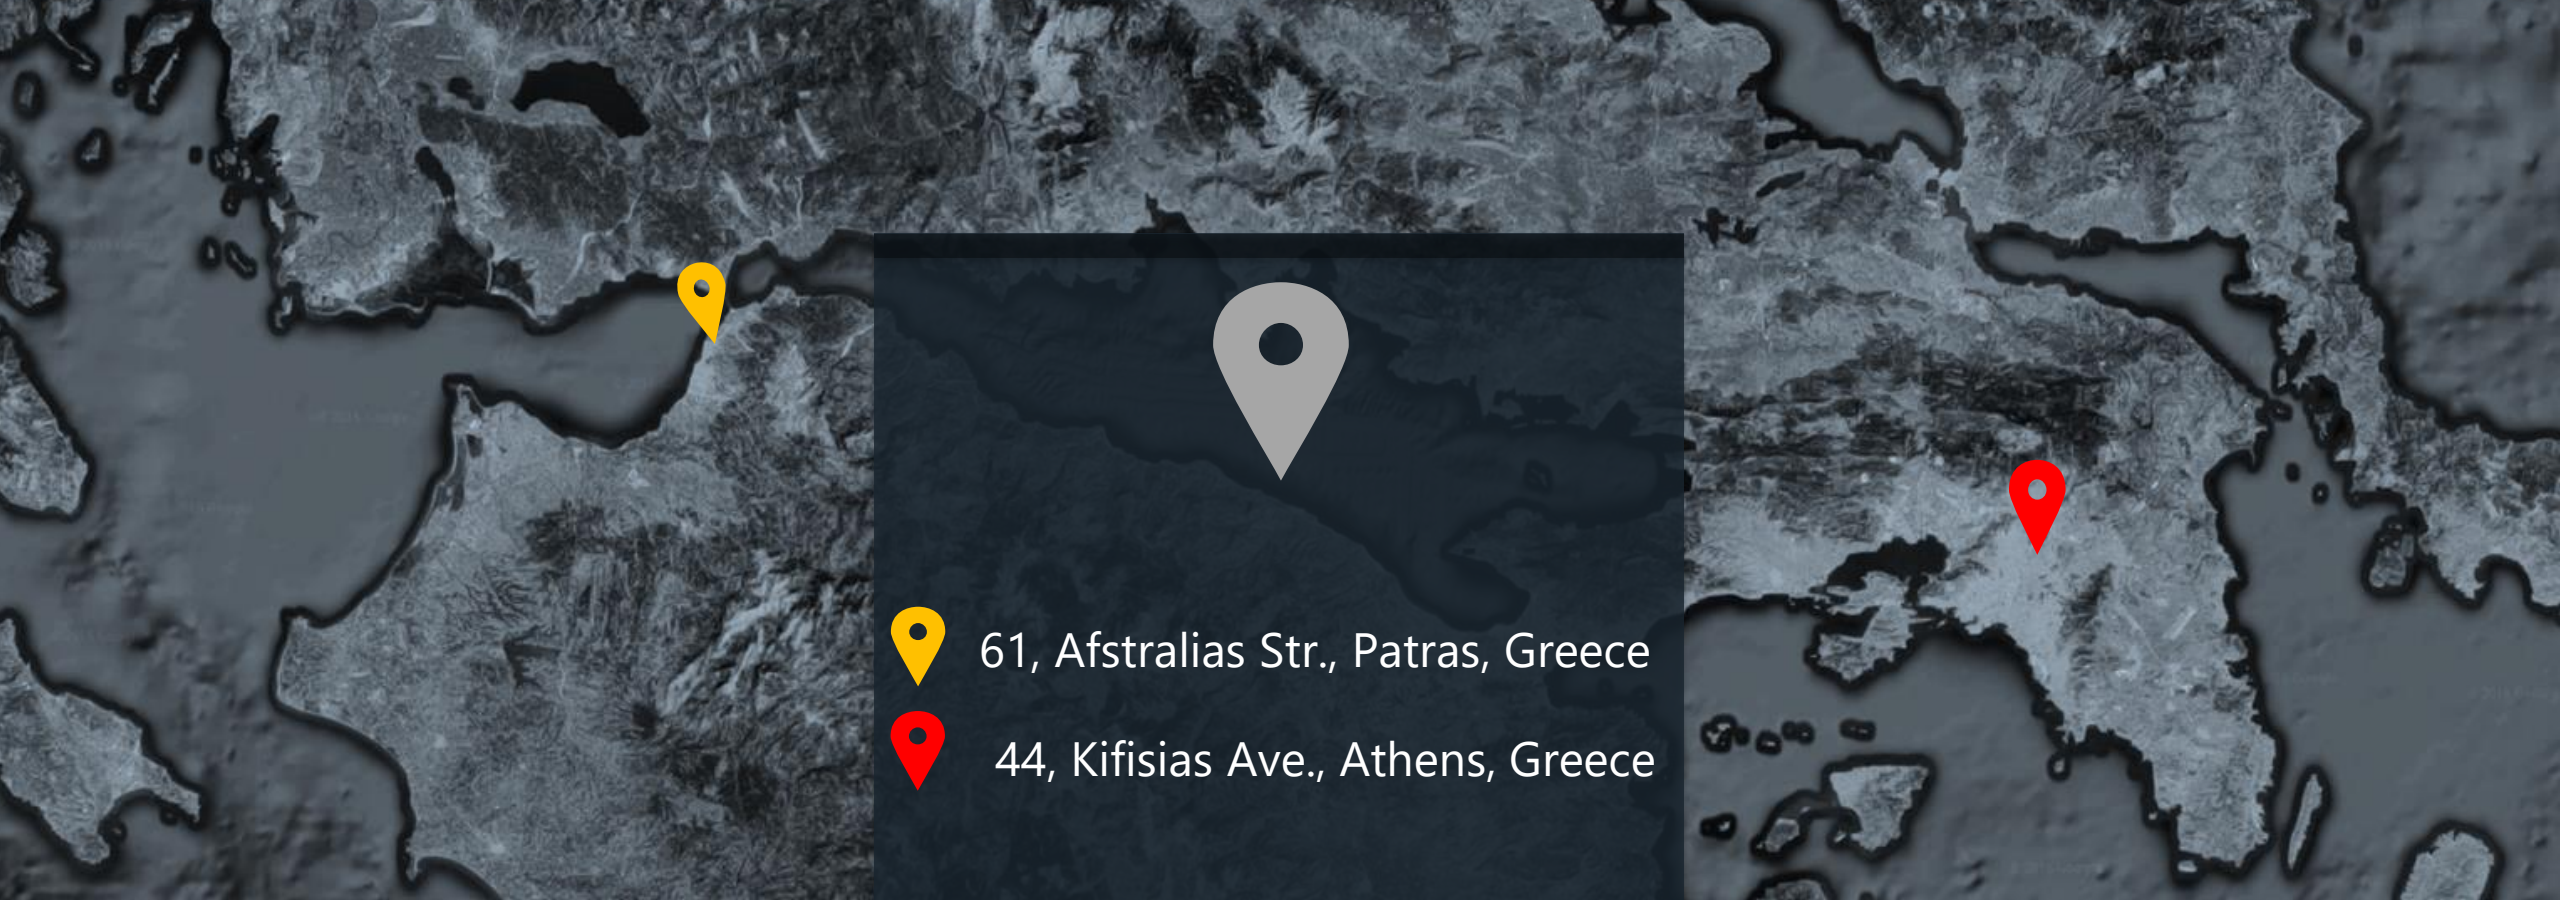 61, Afstralias Str., Patras, Greece
44, Kifisias Ave., Athens, Greece